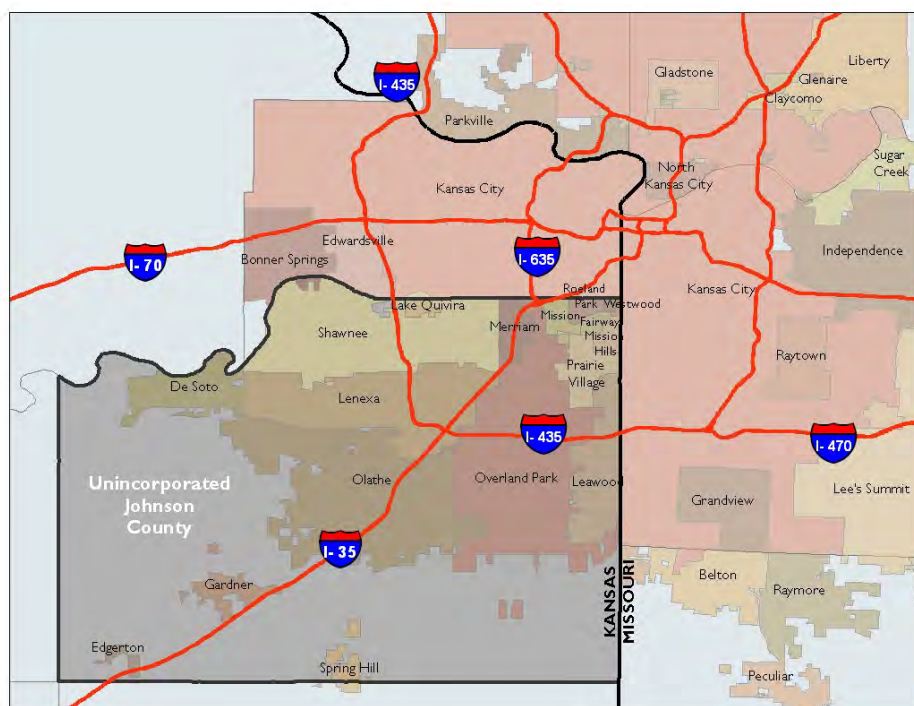 Liberty
Gladstone
Glenaire
I- 435
Claycomo
Parkville
Sugar
Creek
North
Kansas City
Kansas City
Edwardsville
Independence
I- 70
Bonner Springs
I- 635
Kansas City
Roeland
Park
Westwood
Lake Quivira
Mission
Fairway
Shawnee
Merriam
Mission
Hills
Raytown
Prairie
Village
De Soto
Lenexa
I- 435
I- 470
Unincorporated
Johnson
County
Olathe
Overland Park
Leawood
Grandview
Lee's Summit
I- 35
KANSAS
MISSOURI
Belton
Raymore
Gardner
Edgerton
Spring Hill
Peculiar